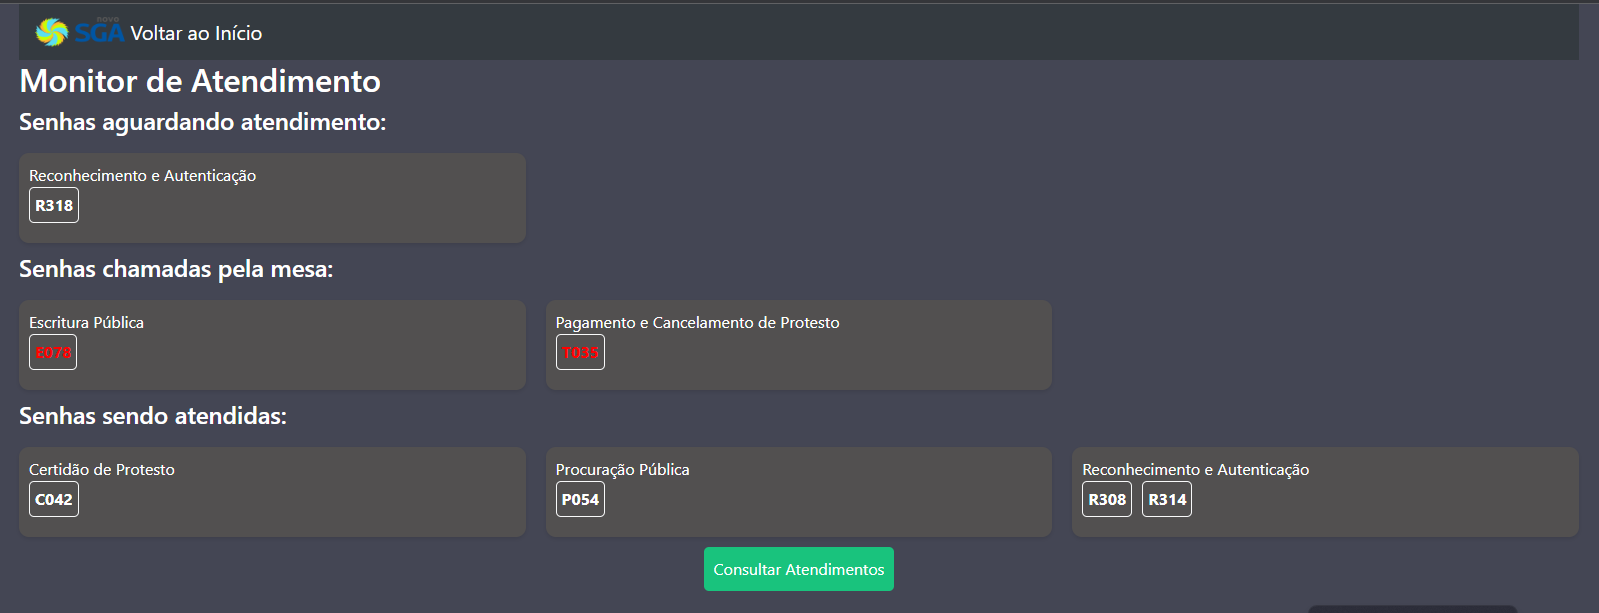 novo
SGA Voltar ao Início
Monitor de Atendimento
Senhas aguardando atendimento:
Reconhecimento e Autenticação
R318
Senhas chamadas pela mesa:
Escritura Pública
E078
Pagamento e Cancelamento de Protesto
T035
Senhas sendo atendidas:
Certidão de Protesto
C042
Procuração Pública
P054
Reconhecimento e Autenticação
R308 R314
Consultar Atendimentos